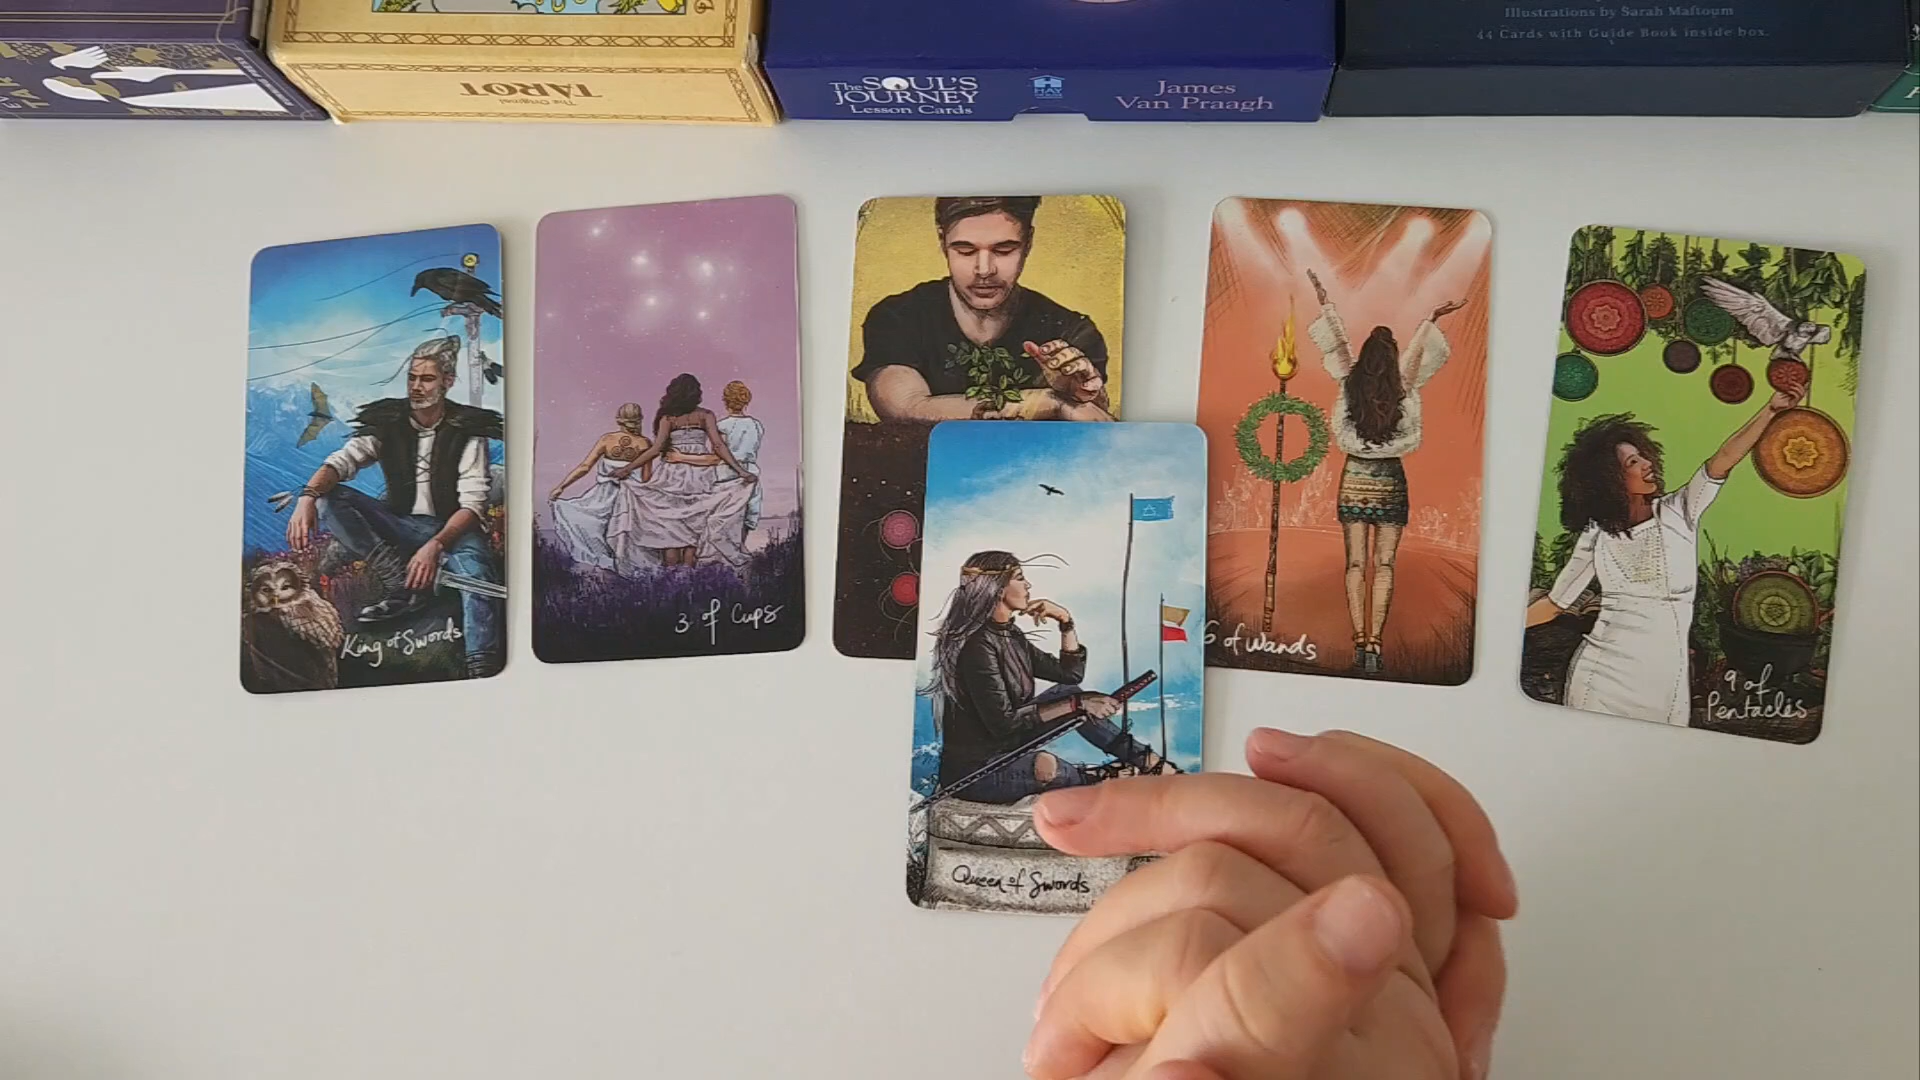 Illustrations by Sarah Maftoum
44 Cards with Guide Book inside box.
The Original
TAROT
The SOUL'S
JOURNEY
Lesson Cards
HAY
James
Van Praagh
King of Swords
3 of Cups
6 of Wands
9 of
Pentacles
Queen of Swords